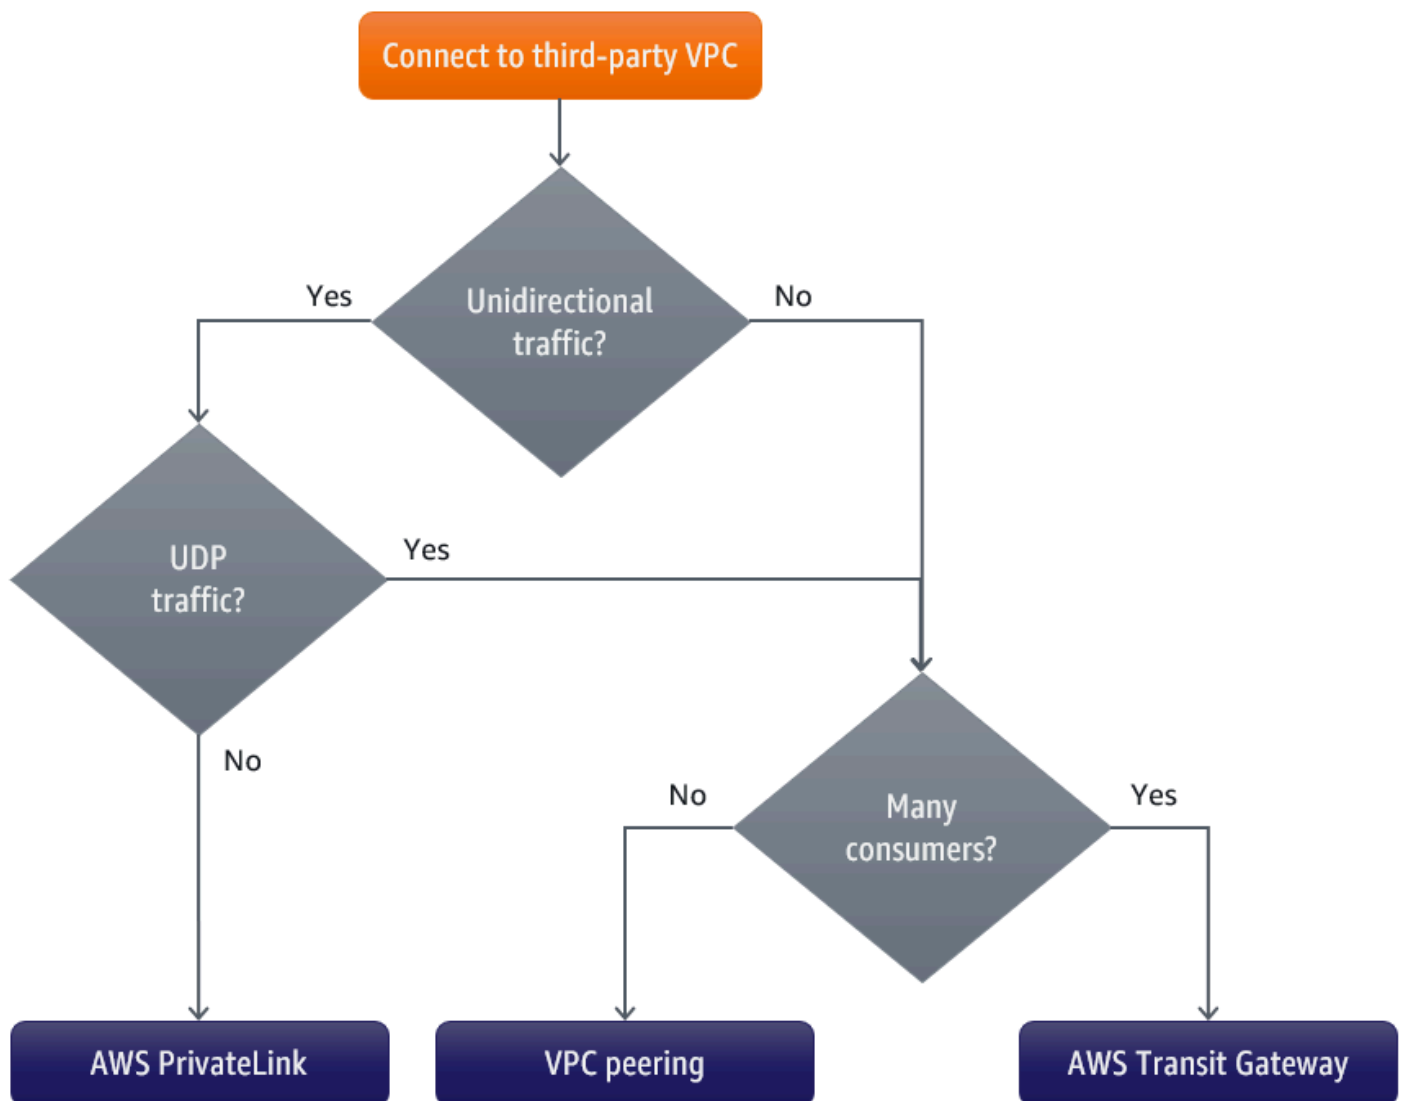 Connect to third-party VPC
Yes
No
Unidirectional
traffic?
UDP
traffic?
Yes
No
No
Yes
Many
consumers?
AWS PrivateLink
VPC peering
AWS Transit Gateway